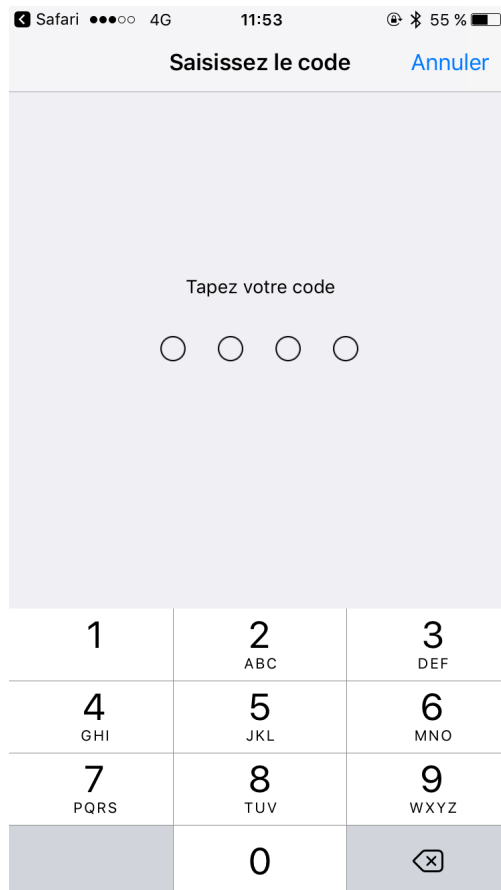 Safari 4G 11:53 55 %
Saisissez le code Annuler
Tapez votre code
1 2 3
ABC DEF
4 5 6
GHI JKL MNO
7 8 9
PQRS TUV WXYZ
0